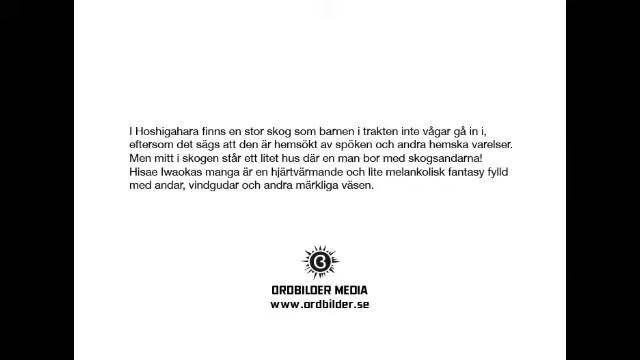 I Hoshigahara finns en stor skog som barnen i trakten inte vågar gå in i,
eftersom det sägs att den är hemsökt av spöken och andra hemska varelser.
Men mitt i skogen står ett litet hus där en man bor med skogsandarna!
Hisae Iwaokas manga är en hjärtvärmande och lite melankolisk fantasy fylld
med andar, vindgudar och andra märkliga väsen.
ORDBILDER MEDIA
www.ordbilder.se